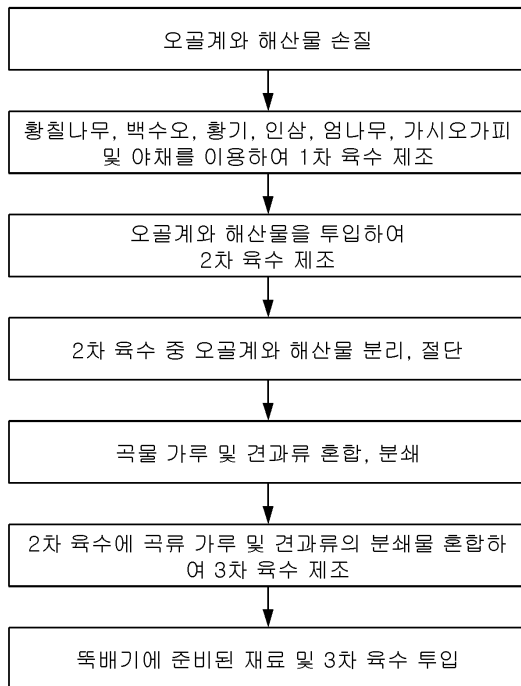 오골계와 해산물 손질
황칠나무, 백수오, 황기, 인삼, 엄나무, 가시오가피
및 야채를 이용하여 1차 육수 제조
오골계와 해산물을 투입하여
2차 육수 제조
2차 육수 중 오골계와 해산물 분리, 절단
곡물 가루 및 견과류 혼합, 분쇄
2차 육수에 곡류 가루 및 견과류의 분쇄물 혼합하
여 3차 육수 제조
뚝배기에 준비된 재료 및 3차 육수 투입